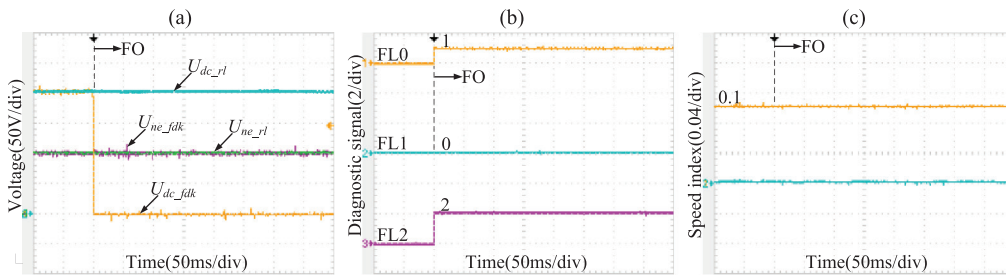 (a)
Voltage(50V/div)
FO
U_dc_rl
U_ne_fdk
U_ne_rl
U_dc_fdk
Time(50ms/div)
(b)
Diagnostic signal(2/div)
FL0
1
FO
FL1
0
2
FL2
Time(50ms/div)
(c)
Speed index(0.04/div)
FO
0.1
Time(50ms/div)